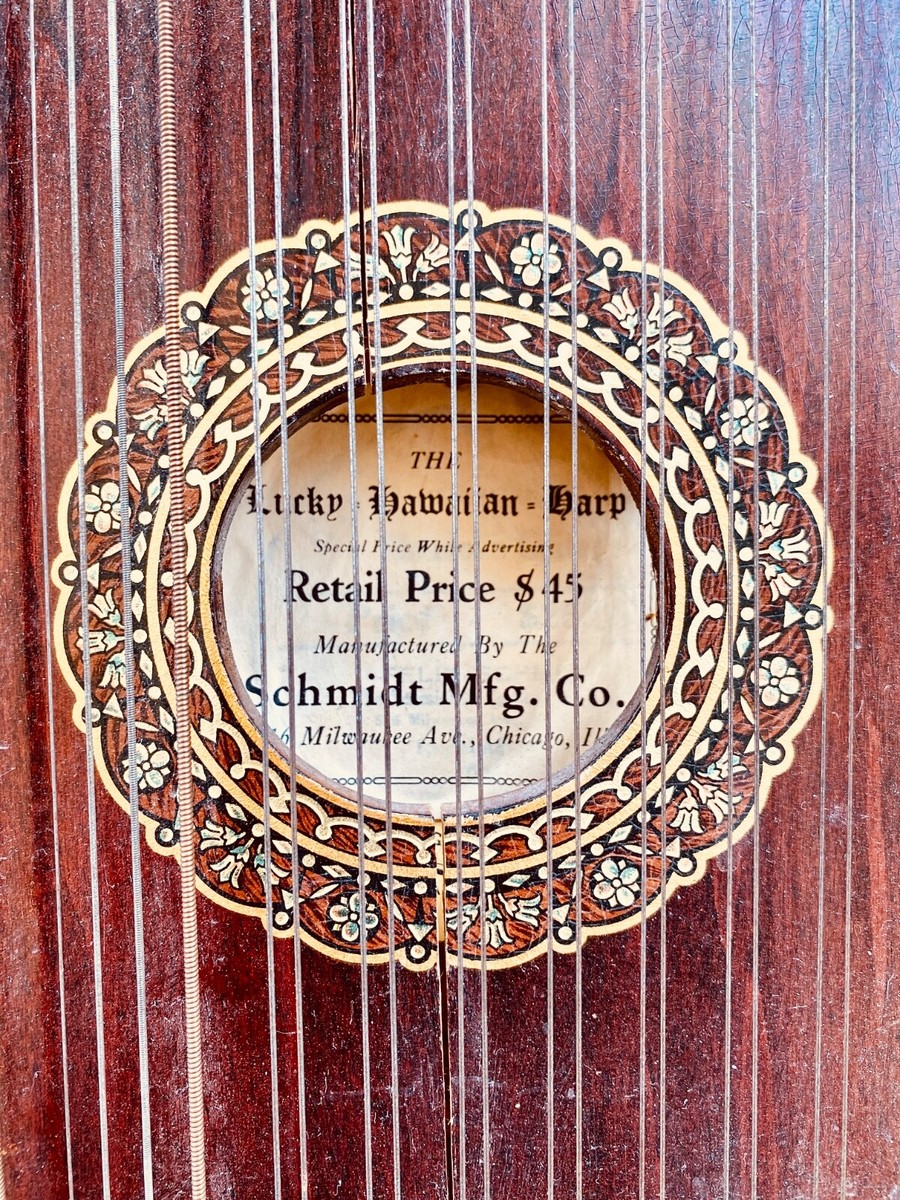 THE
Lucky = Hawaiian = Harp
Special Price While Advertising
Retail Price $45
Manufactured By The
Schmidt Mfg. Co.
Milwaukee Ave., Chicago,